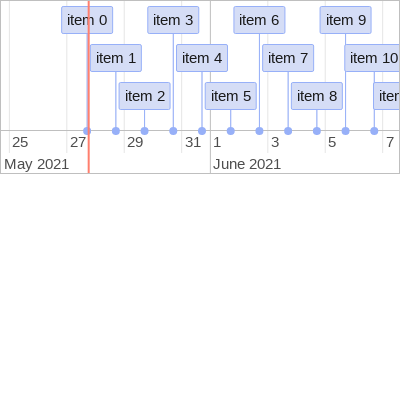 item 0 item 3 item 6 item 9
item 1 item 4 item 7 item 10
item 2 item 5 item 8
25 27 29 31 1 3 5 7
May 2021 June 2021